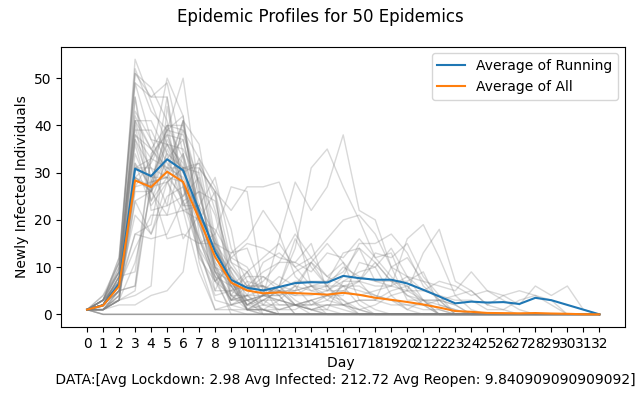 Epidemic Profiles for 50 Epidemics
Average of Running
Average of All
50
40
30
20
10
0
Newly Infected Individuals
0 1 2 3 4 5 6 7 8 9 10 11 12 13 14 15 16 17 18 19 20 21 22 23 24 25 26 27 28 29 30 31 32
Day
DATA:[Avg Lockdown: 2.98 Avg Infected: 212.72 Avg Reopen: 9.840909090909092]